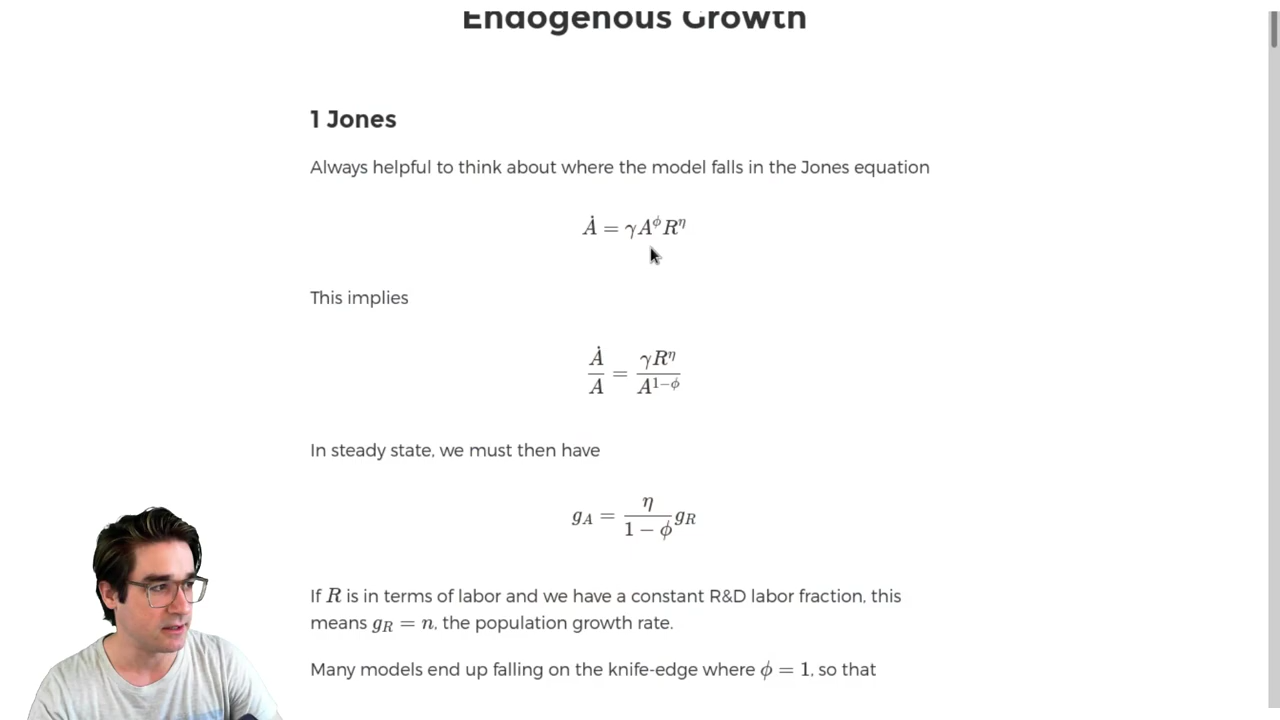 Endogenous Growth
1 Jones
Always helpful to think about where the model falls in the Jones equation
Ȧ = γA^ϕR^η
This implies
Ȧ/A = γR^η/A^{1−ϕ}
In steady state, we must then have
g_A = η/(1 − ϕ) g_R
If R is in terms of labor and we have a constant R&D labor fraction, this
means g_R = n, the population growth rate.
Many models end up falling on the knife-edge where ϕ = 1, so that